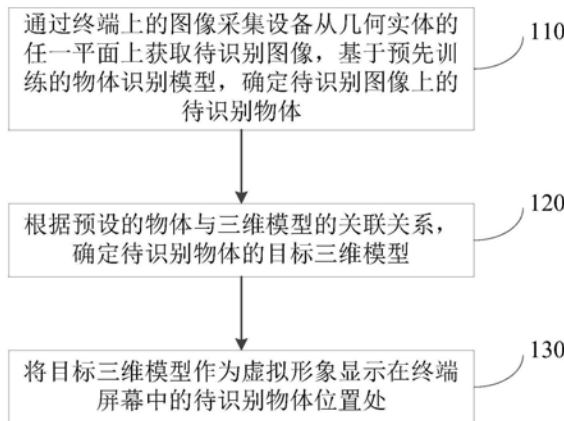 通过终端上的图像采集设备从几何实体的
任一平面上获取待识别图像，基于预先训
练的物体识别模型，确定待识别图像上的
待识别物体
110
根据预设的物体与三维模型的关联关系，
确定待识别物体的目标三维模型
120
将目标三维模型作为虚拟形象显示在终端
屏幕中的待识别物体位置处
130